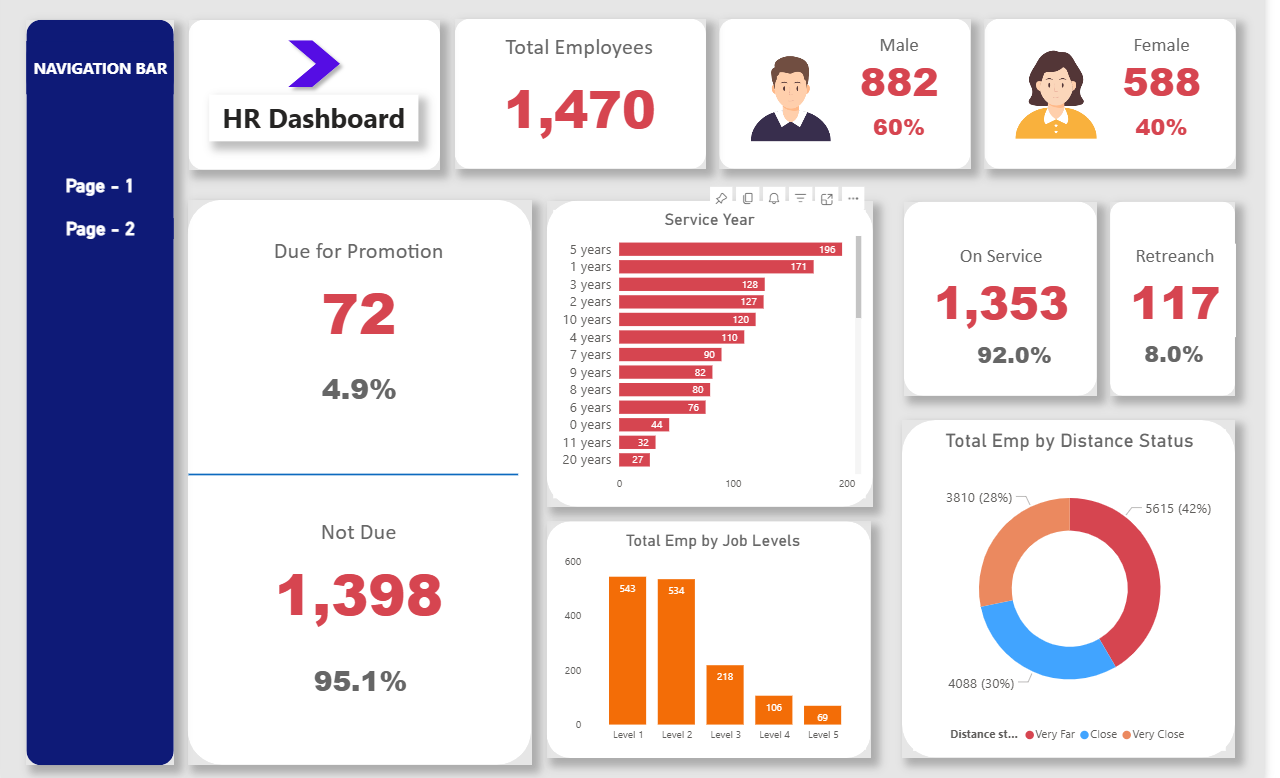 NAVIGATION BAR
Page - 1
Page - 2
HR Dashboard
Total Employees
1,470
Male
882
60%
Female
588
40%
Due for Promotion
72
4.9%
Not Due
1,398
95.1%
Service Year
5 years 196
1 years 171
3 years 128
2 years 127
10 years 120
4 years 110
7 years 90
9 years 82
8 years 80
6 years 76
0 years 44
11 years 32
20 years 27
0 100 200
Total Emp by Job Levels
600
400
200
0
543 534 218 106 69
Level 1 Level 2 Level 3 Level 4 Level 5
On Service
1,353
92.0%
Retreanch
117
8.0%
Total Emp by Distance Status
3810 (28%)
5615 (42%)
4088 (30%)
Distance st... Very Far Close Very Close